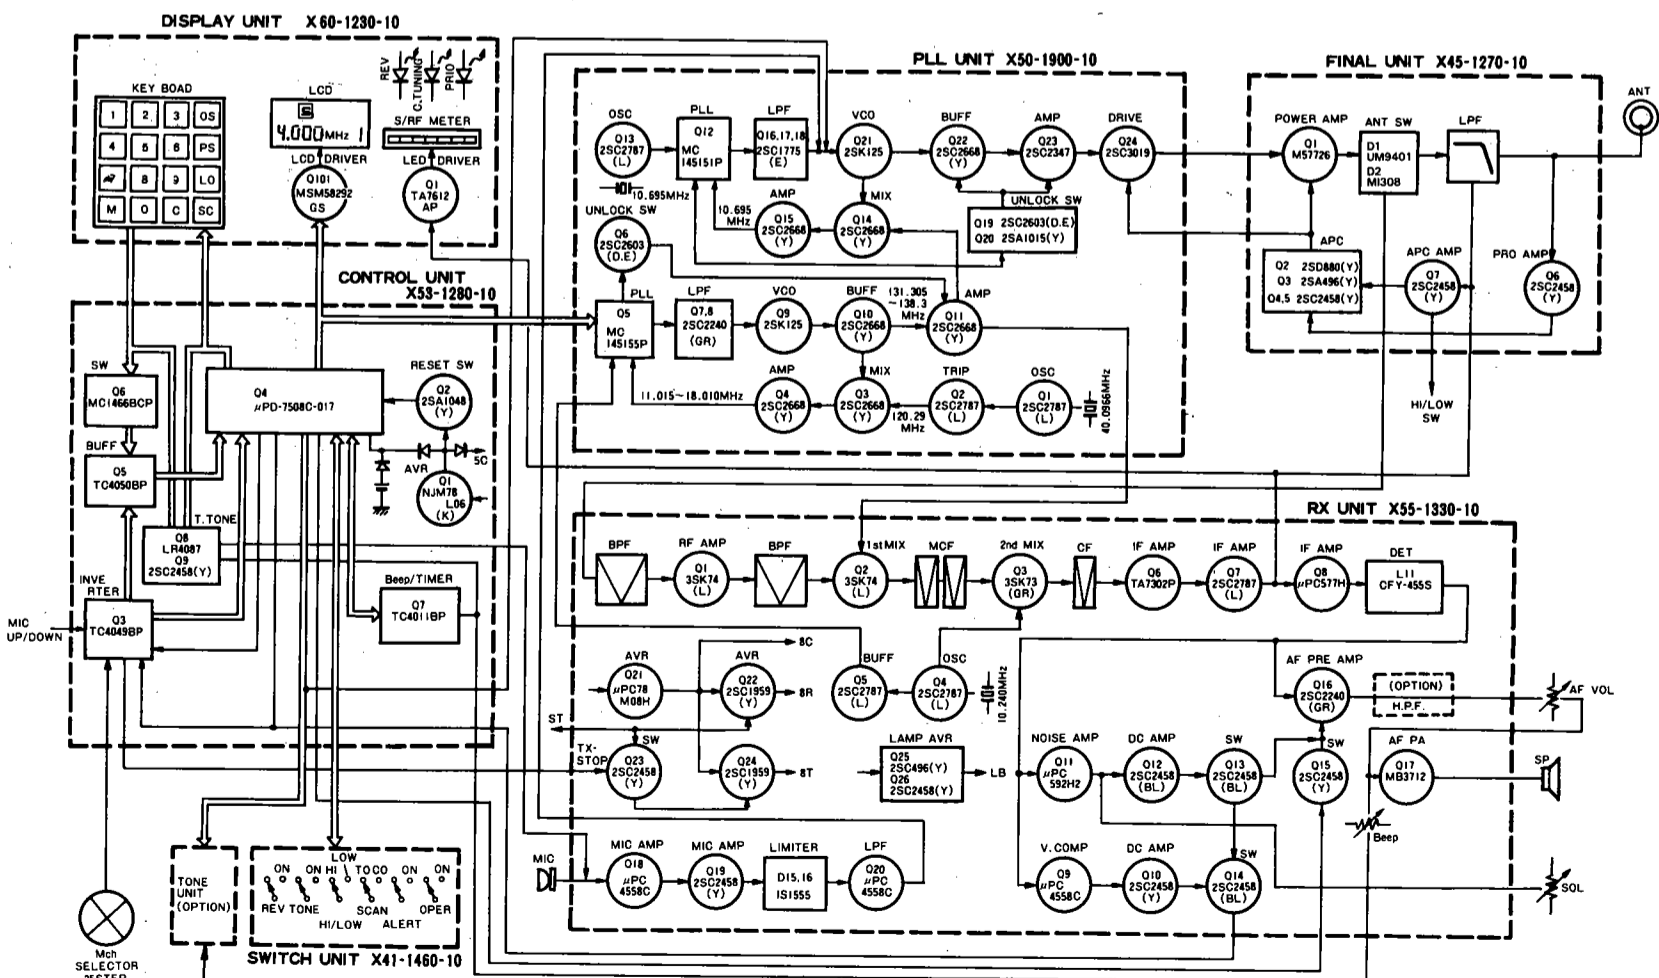 DISPLAY UNIT X60-1230-10
KEY BOAD
1 2 3 OS
4 5 6 PS
8 9 LO
M O C SC
LCD
S
4.000MHz 1
LCD DRIVER
Q101
MSM58292
GS
REV
C.TUNING
PRIO
S/RF METER
LED DRIVER
Q1
TA7612
AP
CONTROL UNIT
X53-1280-10
SW
Q6
MC1466BCP
BUFF
Q5
TC4050BP
Q4
μPD-7508C-017
RESET SW
Q2
2SA1048
(Y)
5C
AVR
Q1
NJM78
L06
(K)
T.TONE
Q8
LR4087
Q9
2SC2458(Y)
INVE
RTER
Q3
TC4049BP
MIC
UP/DOWN
Beep/TIMER
Q7
TC4011BP
PLL UNIT X50-1900-10
OSC
Q13
2SC2787
(L)
10.695MHz
PLL
Q12
MC
145151P
LPF
Q16,17,18
2SC1775
(E)
VCO
Q21
2SK125
BUFF
Q22
2SC2668
(Y)
AMP
Q23
2SC2347
DRIVE
Q24
2SC3019
UNLOCK SW
Q6
2SC2603
(D.E)
10.695
MHz
AMP
Q15
2SC2668
(Y)
MIX
Q14
2SC2668
(Y)
UNLOCK SW
Q19 2SC2603(D.E)
Q20 2SA1015(Y)
PLL
Q5
MC
145155P
LPF
Q7,8
2SC2240
(GR)
VCO
Q9
2SK125
BUFF
Q10
2SC2668
(Y)
131.305
~138.3
MHz
AMP
Q11
2SC2668
(Y)
11.015~18.010MHz
AMP
Q4
2SC2668
(Y)
MIX
Q3
2SC2668
(Y)
120.29
MHz
TRIP
Q2
2SC2787
(L)
OSC
Q1
2SC2787
(L)
40.0966MHz
FINAL UNIT X45-1270-10
ANT
POWER AMP
Q1
M57726
ANT SW
D1
UM9401
D2
MI308
LPF
APC
Q2 2SD880(Y)
Q3 2SA496(Y)
Q4,5 2SC2458(Y)
APC AMP
Q7
2SC2458
(Y)
PRO AMP
Q6
2SC2458
(Y)
HI/LOW
SW
RX UNIT X55-1330-10
BPF
RF AMP
Q1
3SK74
(L)
BPF
1stMIX
Q2
3SK74
(L)
MCF
2nd MIX
Q3
3SK73
(GR)
CF
IF AMP
Q6
TA7302P
IF AMP
Q7
2SC2787
(L)
IF AMP
Q8
μPC577H
DET
L11
CFY-455S
AVR
Q21
μPC78
M08H
8C
AVR
Q22
2SC1959
(Y)
8R
BUFF
Q5
2SC2787
(L)
OSC
Q4
2SC2787
(L)
10.240MHz
AF PRE AMP
Q16
2SC2240
(GR)
(OPTION)
H.P.F.
AF VOL
ST
TX-
STOP
SW
Q23
2SC2458
(Y)
Q24
2SC1959
(Y)
8T
LAMP AVR
Q25
2SC496(Y)
Q26
2SC2458(Y)
LB
NOISE AMP
Q11
μPC
592H2
DC AMP
Q12
2SC2458
(BL)
SW
Q13
2SC2458
(BL)
SW
Q15
2SC2458
(Y)
AF PA
Q17
MB3712
SP
Beep
MIC
MIC AMP
Q18
μPC
4558C
MIC AMP
Q19
2SC2458
(Y)
LIMITER
D15,16
IS1555
LPF
Q20
μPC
4558C
V.COMP
Q9
μPC
4558C
DC AMP
Q10
2SC2458
(Y)
SW
Q14
2SC2458
(BL)
SQL
TONE
UNIT
(OPTION)
LOW
ON ON HI TOCO ON ON
REV TONE SCAN OPER
HI/LOW ALERT
SWITCH UNIT X41-1460-10
Mch
SELECTOR